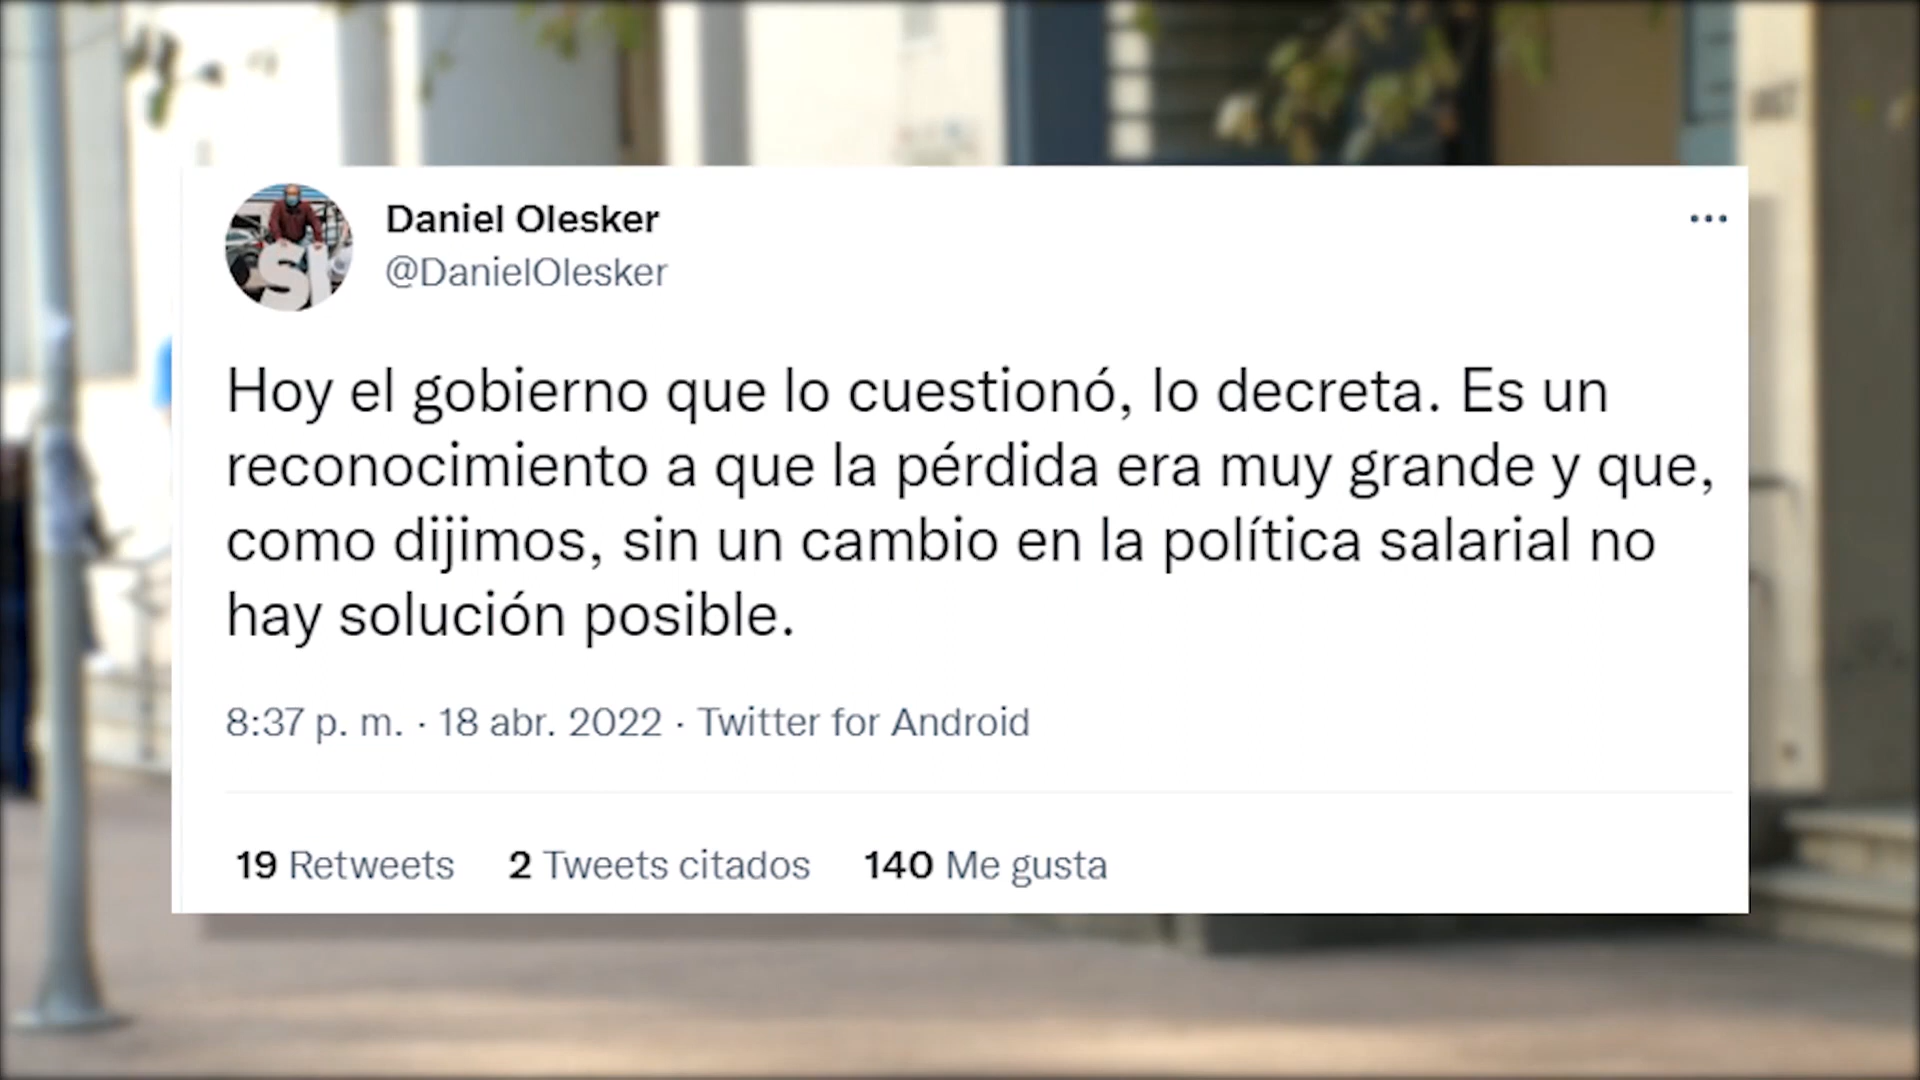 Daniel Olesker
@DanielOlesker
Hoy el gobierno que lo cuestionó, lo decreta. Es un
reconocimiento a que la pérdida era muy grande y que,
como dijimos, sin un cambio en la política salarial no
hay solución posible.
8:37 p. m. · 18 abr. 2022 · Twitter for Android
19 Retweets 2 Tweets citados 140 Me gusta
SI